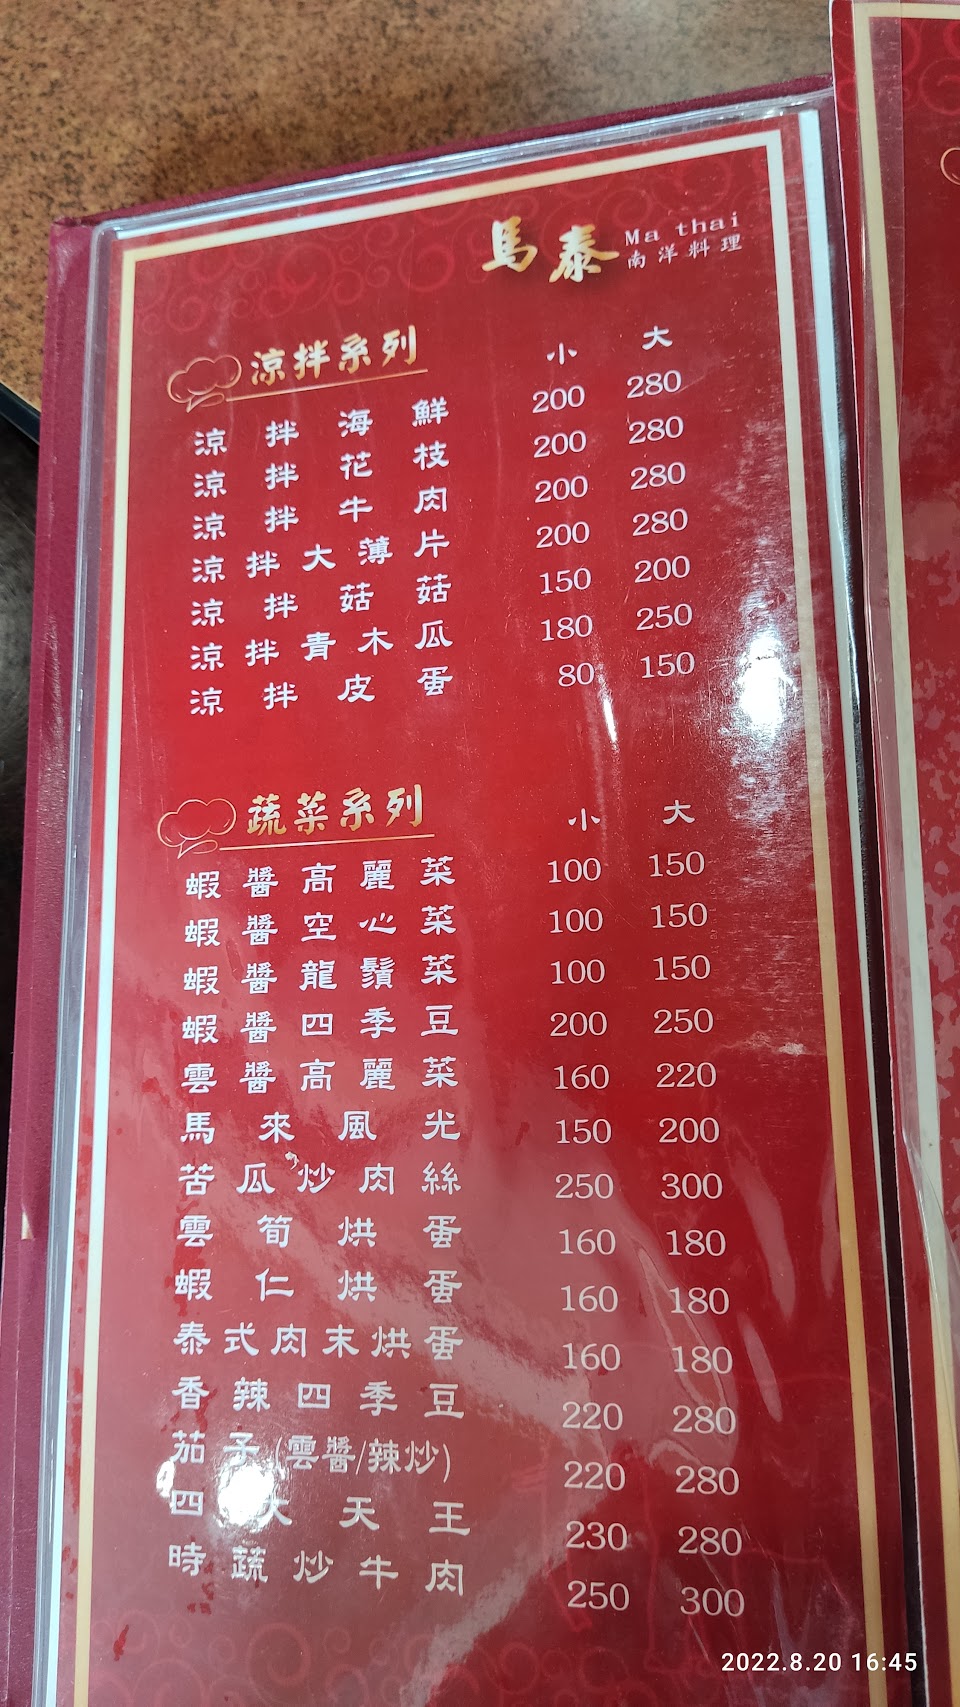 馬泰 Ma thai
南洋料理
涼拌系列 小 大
涼拌海鮮 200 280
涼拌花枝 200 280
涼拌牛肉 200 280
涼拌大薄片 200 280
涼拌菇菇 150 200
涼拌青木瓜 180 250
涼拌皮蛋 80 150
蔬菜系列 小 大
蝦醬高麗菜 100 150
蝦醬空心菜 100 150
蝦醬龍鬚菜 100 150
蝦醬四季豆 200 250
雲醬高麗菜 160 220
馬來風光 150 200
苦瓜炒肉絲 250 300
雲筍烘蛋 160 180
蝦仁烘蛋 160 180
泰式肉末烘蛋 160 180
香辣四季豆 220 280
茄子(雲醬/辣炒) 220 280
四大天王 230 280
時蔬炒牛肉 250 300
2022.8.20 16:45